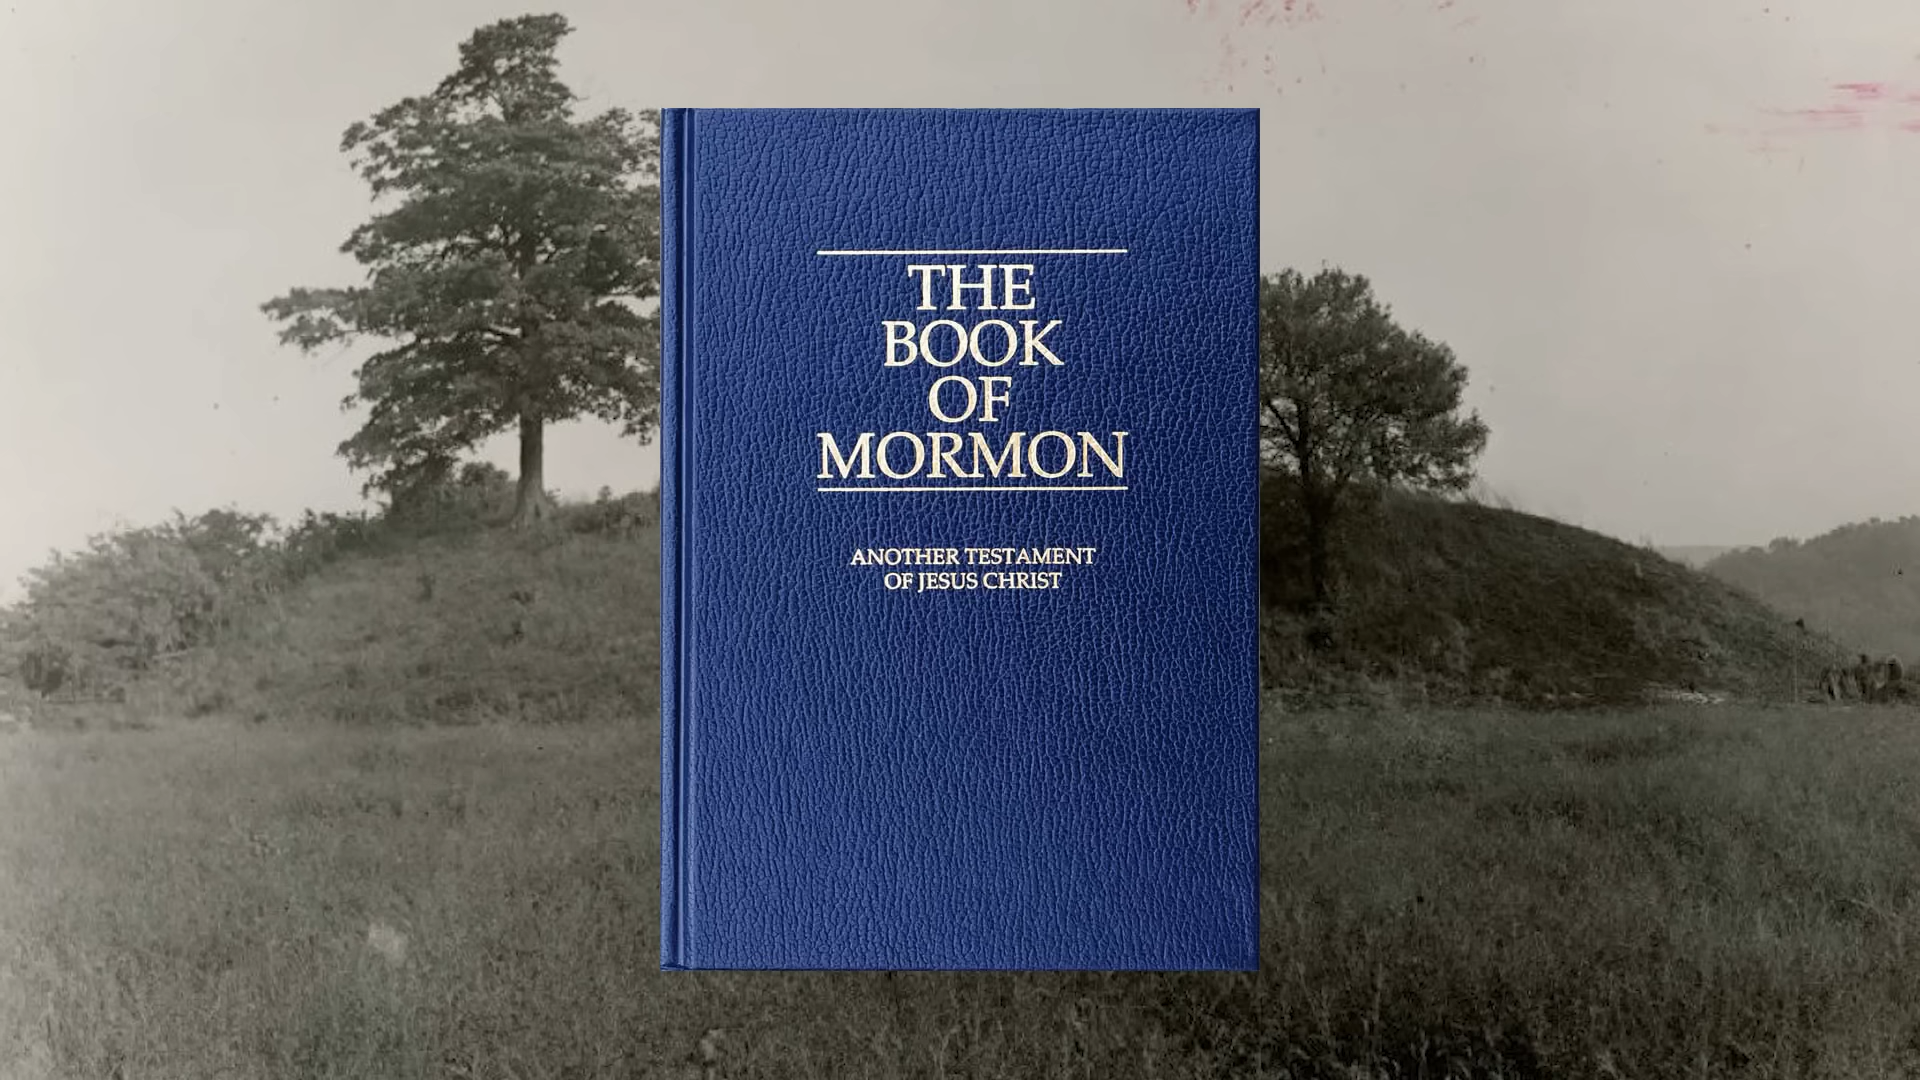 THE
BOOK
OF
MORMON
ANOTHER TESTAMENT
OF JESUS CHRIST